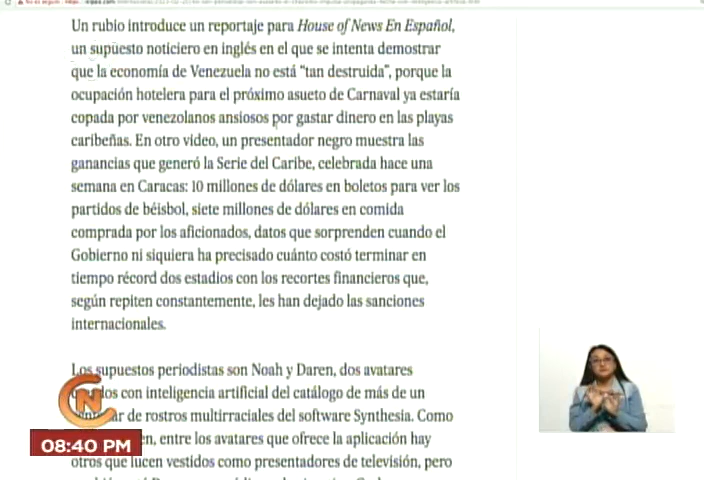 Un rubio introduce un reportaje para House of News En Español,
un supuesto noticiero en inglés en el que se intenta demostrar
que la economía de Venezuela no está “tan destruida”, porque la
ocupación hotelera para el próximo asueto de Carnaval ya estaría
copada por venezolanos ansiosos por gastar dinero en las playas
caribeñas. En otro video, un presentador negro muestra las
ganancias que generó la Serie del Caribe, celebrada hace una
semana en Caracas: 10 millones de dólares en boletos para ver los
partidos de béisbol, siete millones de dólares en comida
comprada por los aficionados, datos que sorprenden cuando el
Gobierno ni siquiera ha precisado cuánto costó terminar en
tiempo récord dos estadios con los recortes financieros que,
según repiten constantemente, les han dejado las sanciones
internacionales.
Los supuestos periodistas son Noah y Daren, dos avatares
con inteligencia artificial del catálogo de más de un
ar de rostros multirraciales del software Synthesia. Como
en, entre los avatares que ofrece la aplicación hay
otros que lucen vestidos como presentadores de televisión, pero
08:40 PM